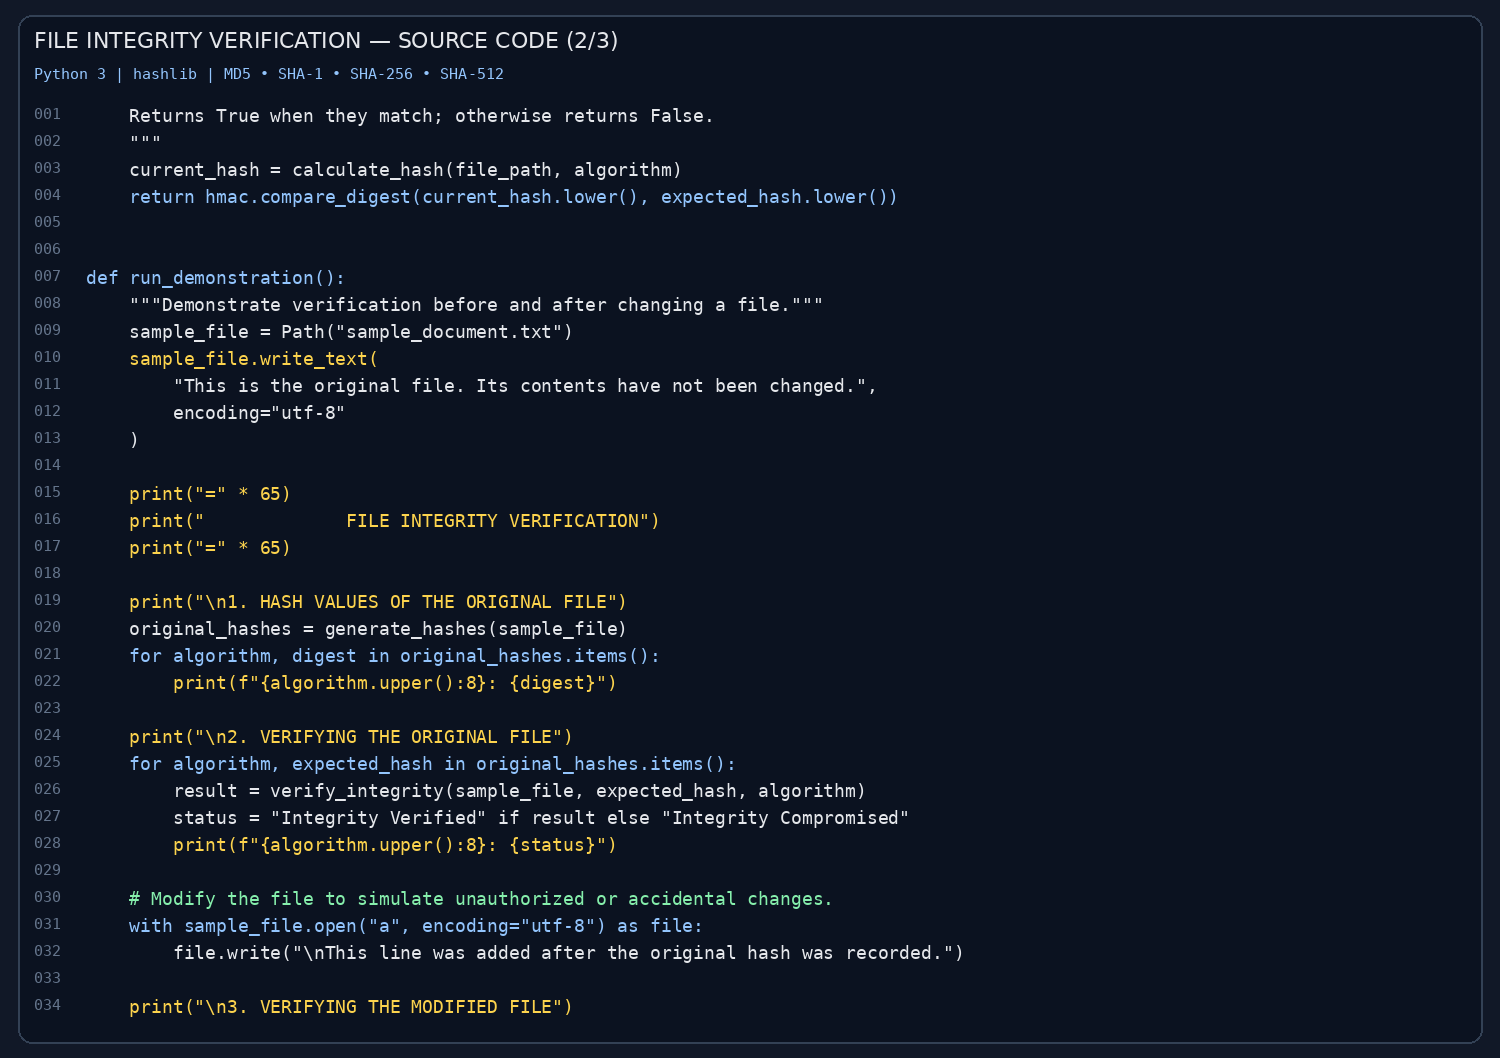 FILE INTEGRITY VERIFICATION — SOURCE CODE (2/3)
Python 3 | hashlib | MD5 • SHA-1 • SHA-256 • SHA-512
001     Returns True when they match; otherwise returns False.
002     """
003     current_hash = calculate_hash(file_path, algorithm)
004     return hmac.compare_digest(current_hash.lower(), expected_hash.lower())
005
006
007 def run_demonstration():
008     """Demonstrate verification before and after changing a file."""
009     sample_file = Path("sample_document.txt")
010     sample_file.write_text(
011         "This is the original file. Its contents have not been changed.",
012         encoding="utf-8"
013     )
014
015     print("=" * 65)
016     print("             FILE INTEGRITY VERIFICATION")
017     print("=" * 65)
018
019     print("\n1. HASH VALUES OF THE ORIGINAL FILE")
020     original_hashes = generate_hashes(sample_file)
021     for algorithm, digest in original_hashes.items():
022         print(f"{algorithm.upper():8}: {digest}")
023
024     print("\n2. VERIFYING THE ORIGINAL FILE")
025     for algorithm, expected_hash in original_hashes.items():
026         result = verify_integrity(sample_file, expected_hash, algorithm)
027         status = "Integrity Verified" if result else "Integrity Compromised"
028         print(f"{algorithm.upper():8}: {status}")
029
030     # Modify the file to simulate unauthorized or accidental changes.
031     with sample_file.open("a", encoding="utf-8") as file:
032         file.write("\nThis line was added after the original hash was recorded.")
033
034     print("\n3. VERIFYING THE MODIFIED FILE")